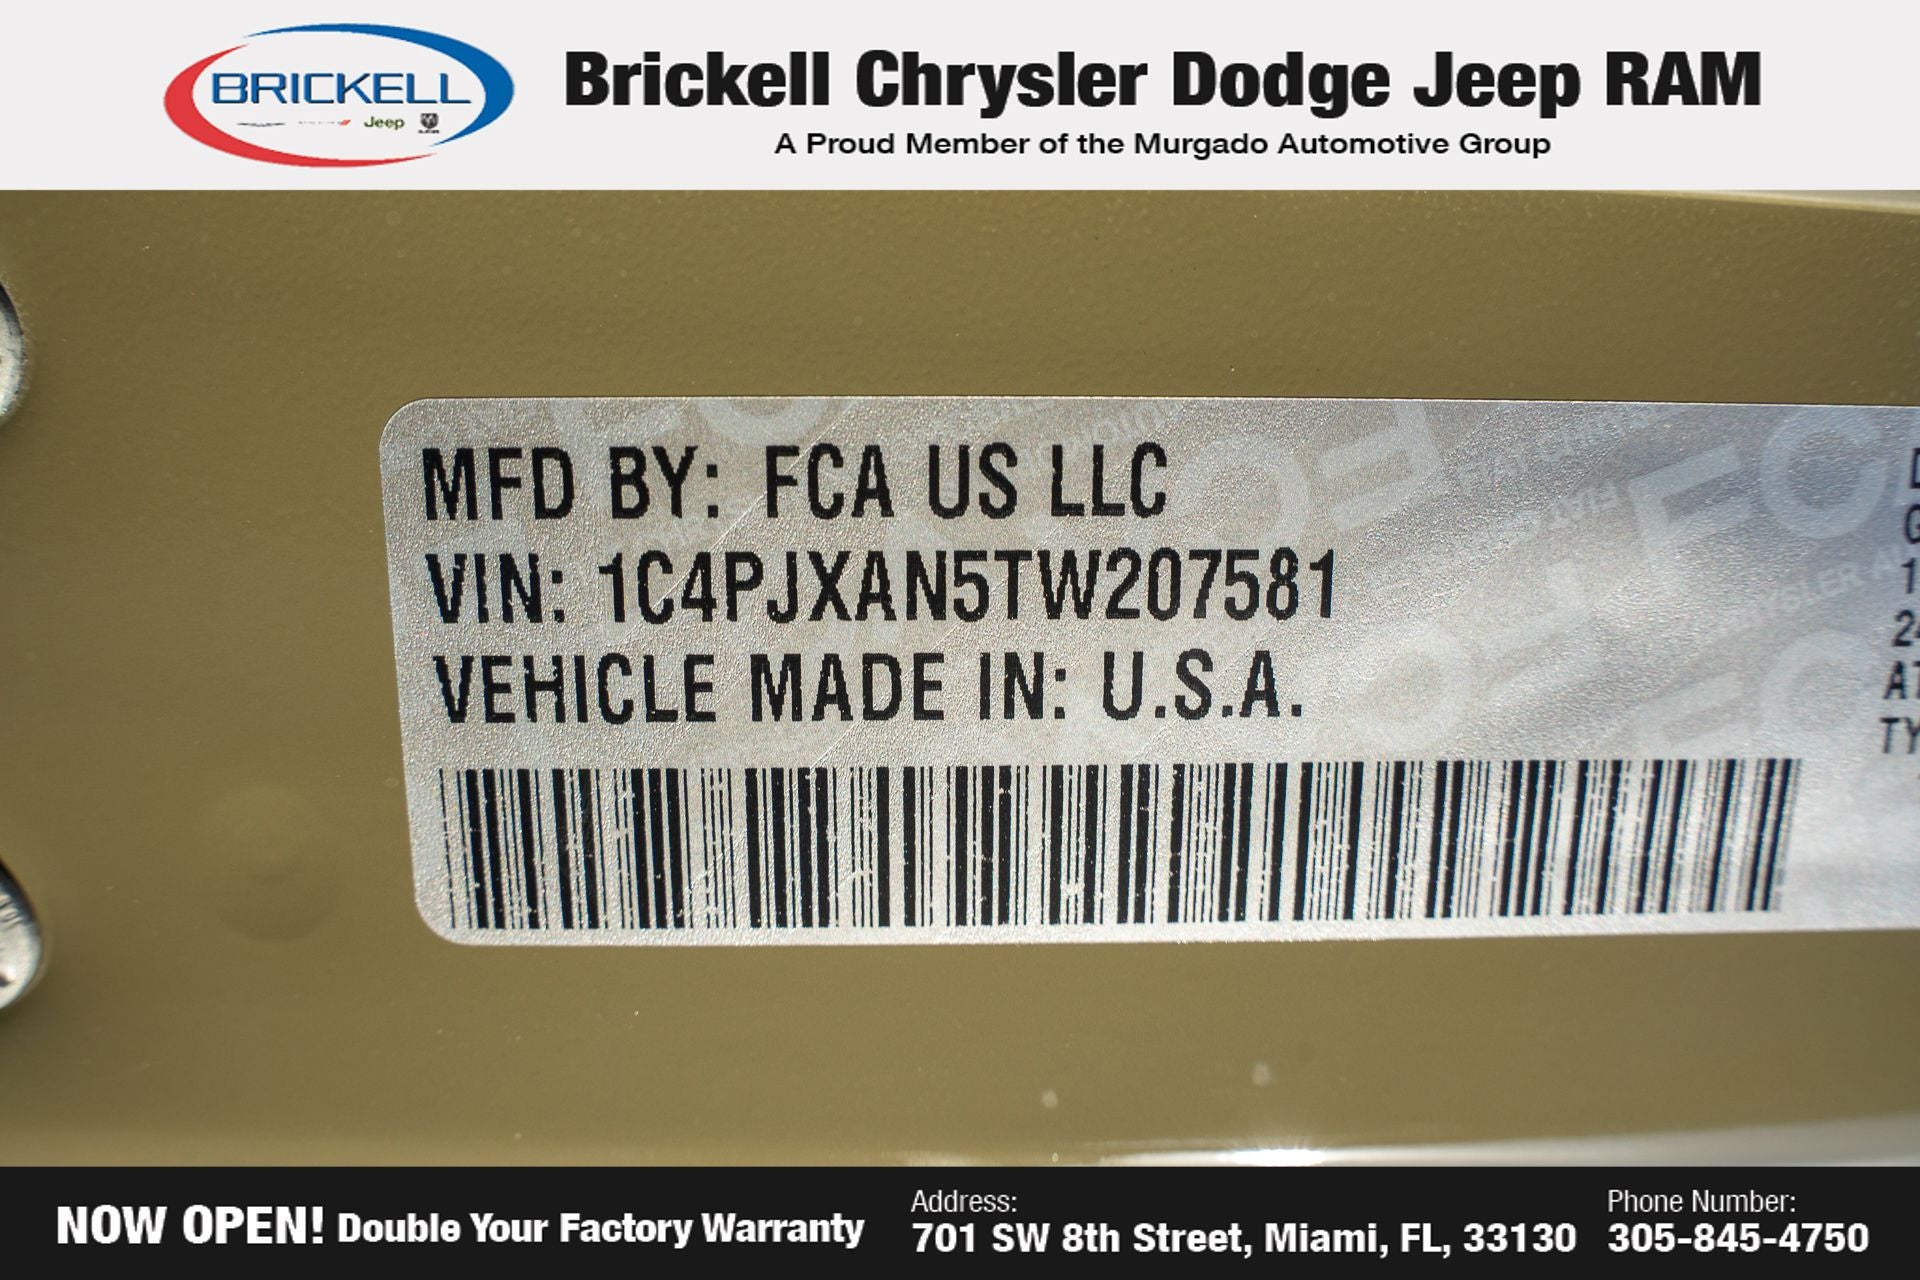 BRICKELL
Jeep
Brickell Chrysler Dodge Jeep RAM
A Proud Member of the Murgado Automotive Group
MFD BY: FCA US LLC
VIN: 1C4PJXAN5TW207581
VEHICLE MADE IN: U.S.A.
NOW OPEN! Double Your Factory Warranty
Address:
701 SW 8th Street, Miami, FL, 33130
Phone Number:
305-845-4750